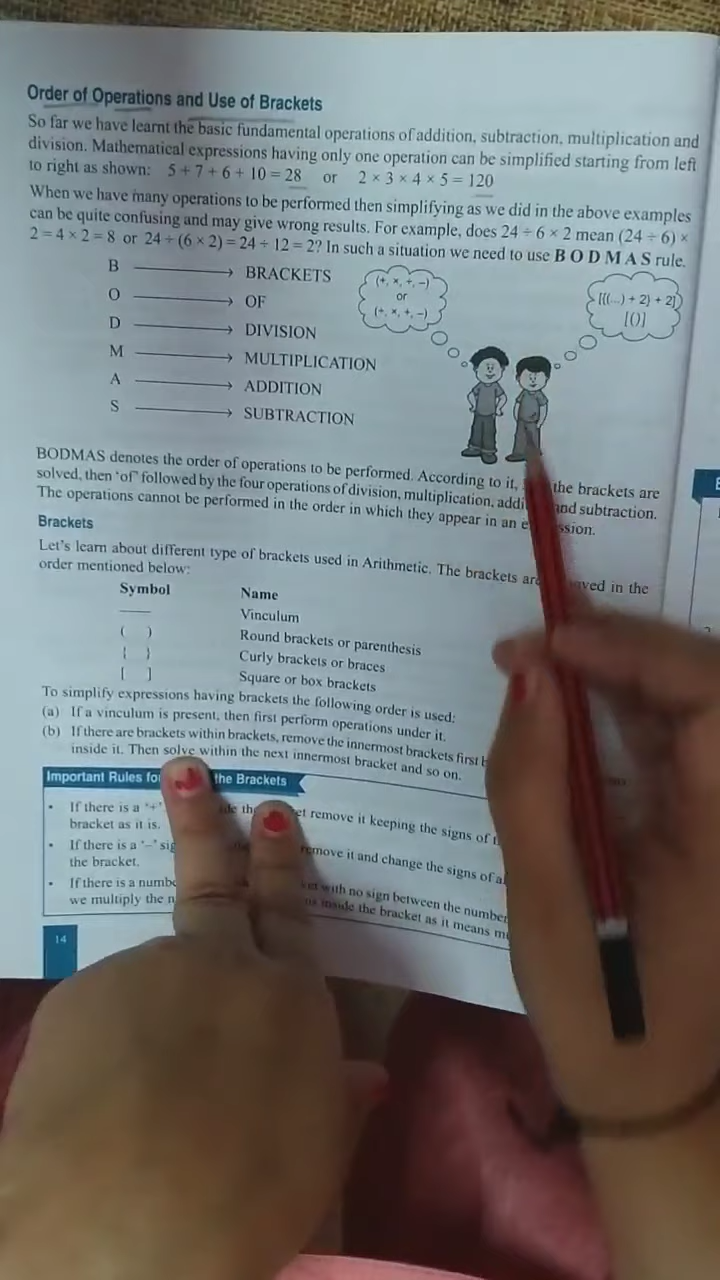 Order of Operations and Use of Brackets
So far we have learnt the basic fundamental operations of addition, subtraction, multiplication and
division. Mathematical expressions having only one operation can be simplified starting from left
to right as shown: 5 + 7 + 6 + 10 = 28 or 2 × 3 × 4 × 5 = 120
When we have many operations to be performed then simplifying as we did in the above examples
can be quite confusing and may give wrong results. For example, does 24 ÷ 6 × 2 mean (24 ÷ 6) ×
2 = 4 × 2 = 8 or 24 ÷ (6 × 2) = 24 ÷ 12 = 2? In such a situation we need to use B O D M A S rule.
B BRACKETS
O OF
D DIVISION
M MULTIPLICATION
A ADDITION
S SUBTRACTION
or
[()]
BODMAS denotes the order of operations to be performed. According to it, the brackets are
solved, then 'of' followed by the four operations of division, multiplication, addi and subtraction.
The operations cannot be performed in the order in which they appear in an e ssion.
Brackets
Let's learn about different type of brackets used in Arithmetic. The brackets are in the
order mentioned below:
Symbol Name
Vinculum
( ) Round brackets or parenthesis
{ } Curly brackets or braces
[ ] Square or box brackets
To simplify expressions having brackets the following order is used:
(a) If a vinculum is present, then first perform operations under it.
(b) If there are brackets within brackets, remove the innermost brackets first
inside it. Then solve within the next innermost bracket and so on.
Important Rules fo the Brackets
• If there is a '+' remove it keeping the signs of
bracket as it is.
• If there is a '–' sig remove it and change the signs of
the bracket.
• If there is a numbe with no sign between the number
we multiply the inside the bracket as it means
14